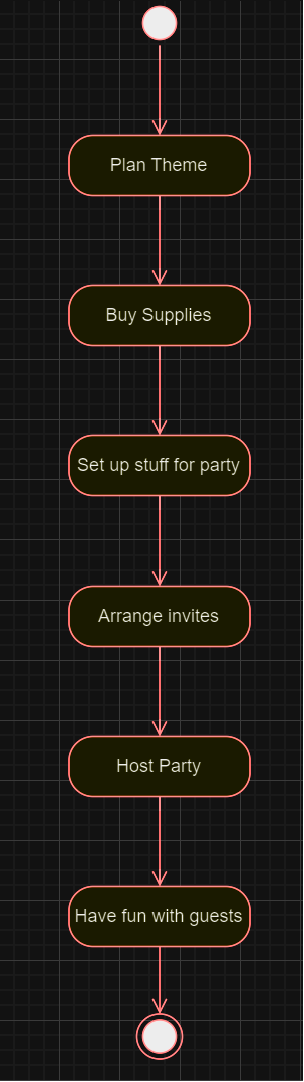 Plan Theme
Buy Supplies
Set up stuff for party
Arrange invites
Host Party
Have fun with guests